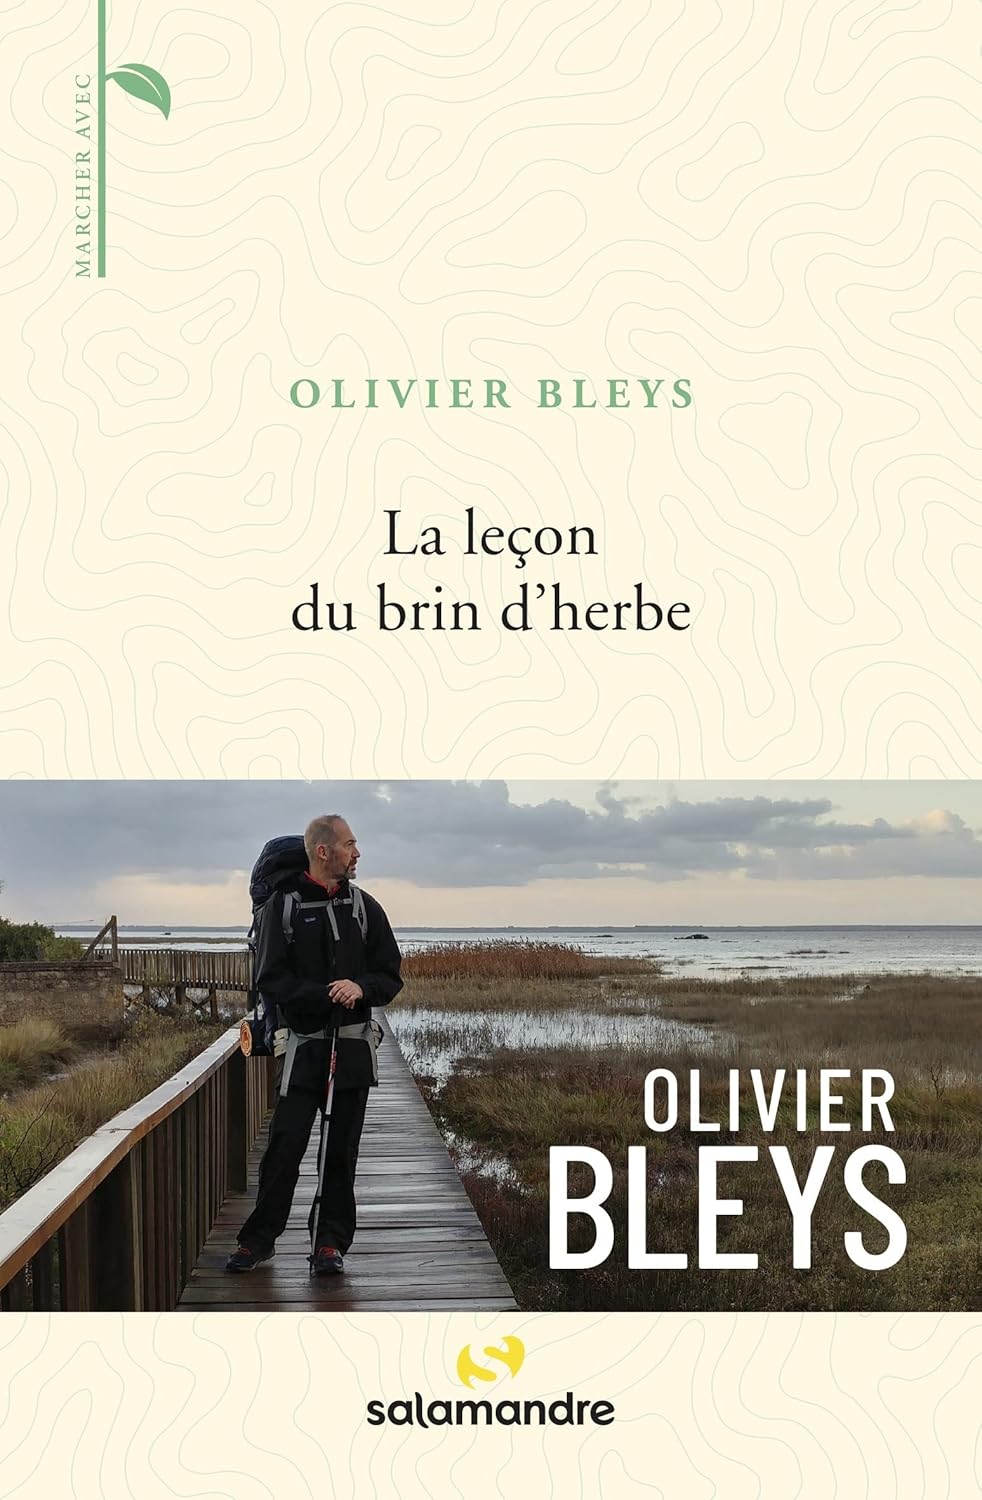 MARCHER AVEC
OLIVIER BLEYS
La leçon
du brin d’herbe
OLIVIER
BLEYS
salamandre